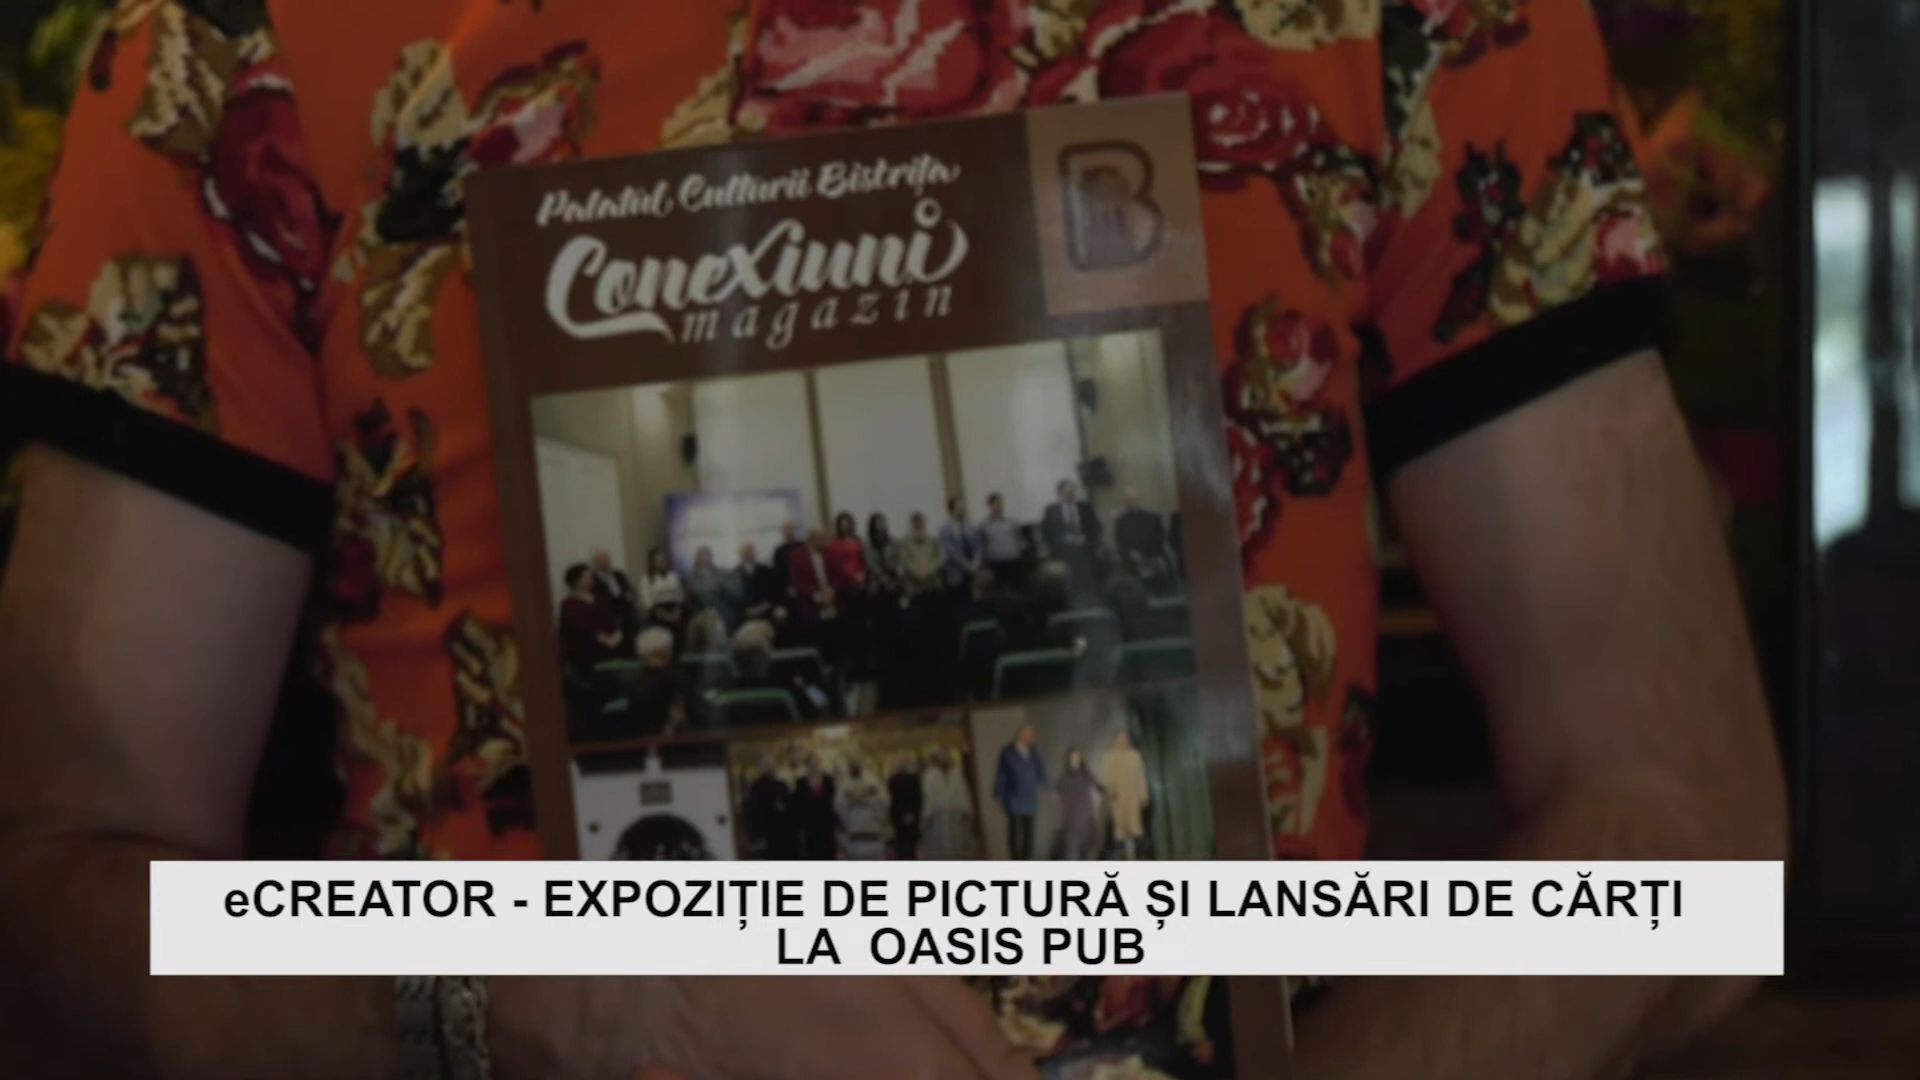 Palatul Culturii Bistrița
Conexiuni
magazin
B
eCREATOR - EXPOZIȚIE DE PICTURĂ ȘI LANSĂRI DE CĂRȚI
LA OASIS PUB